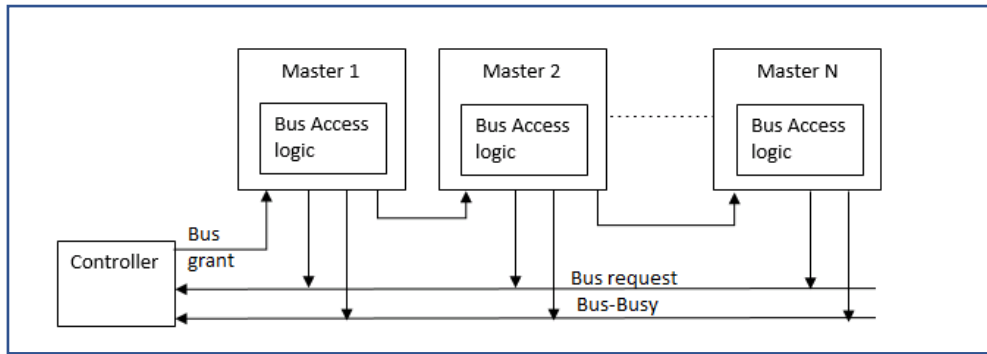 Master 1
Master 2
Master N
Bus Access
logic
Bus Access
logic
Bus Access
logic
Bus
grant
Controller
Bus request
Bus-Busy